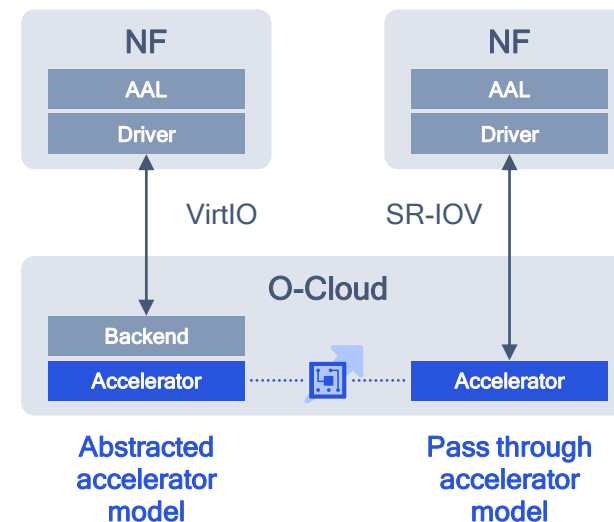 NF
AAL
Driver
NF
AAL
Driver
VirtIO
SR-IOV
O-Cloud
Backend
Accelerator
Accelerator
Abstracted
accelerator
model
Pass through
accelerator
model